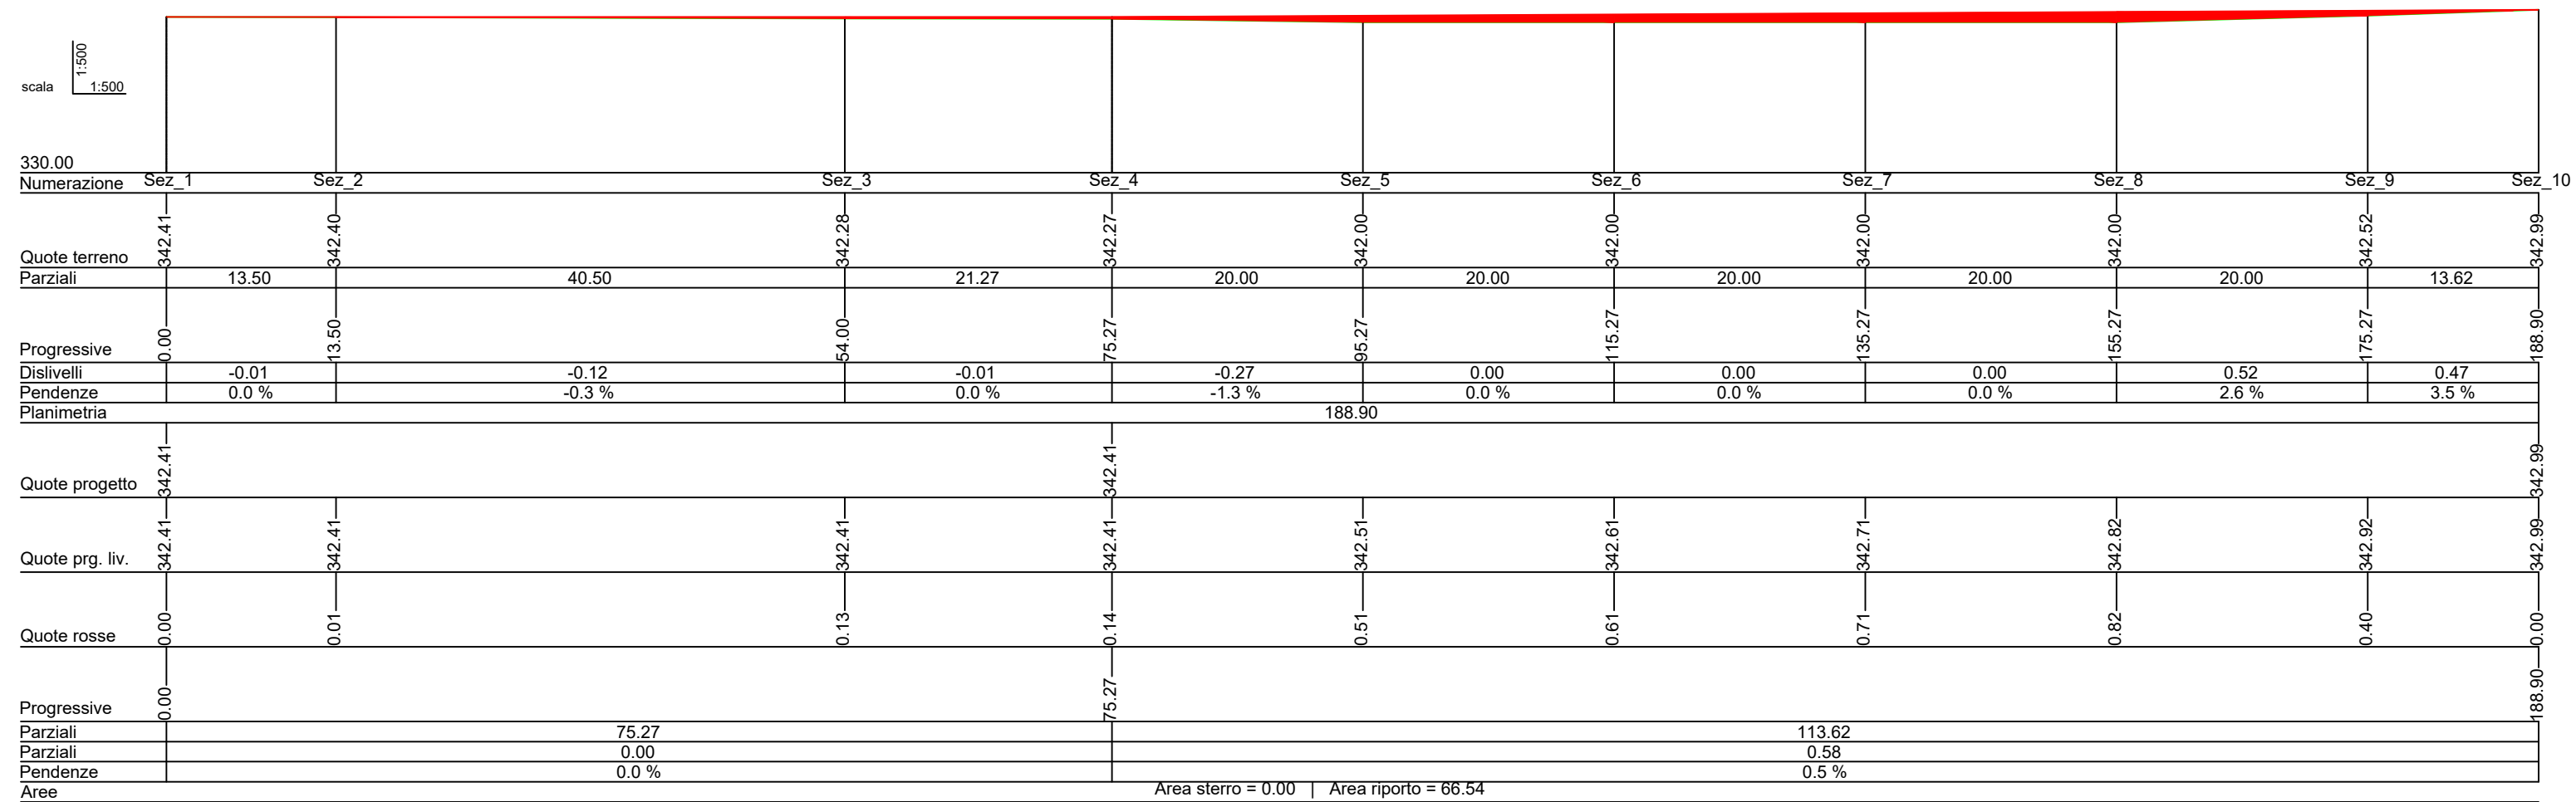 1:500
scala 1:500
330.00
Numerazione Sez_1 Sez_2 Sez_3 Sez_4 Sez_5 Sez_6 Sez_7 Sez_8 Sez_9 Sez_10
Quote terreno 342.41 342.40 342.28 342.27 342.00 342.00 342.00 342.00 342.52 342.99
Parziali 13.50 40.50 21.27 20.00 20.00 20.00 20.00 20.00 13.62
Progressive 0.00 13.50 54.00 75.27 95.27 115.27 135.27 155.27 175.27 188.90
Dislivelli -0.01 -0.12 -0.01 -0.27 0.00 0.00 0.00 0.52 0.47
Pendenze 0.0 % -0.3 % 0.0 % -1.3 % 0.0 % 0.0 % 0.0 % 2.6 % 3.5 %
Planimetria 188.90
Quote progetto 342.41 342.41 342.99
Quote prg. liv. 342.41 342.41 342.41 342.41 342.51 342.61 342.71 342.82 342.92 342.99
Quote rosse 0.00 0.01 0.13 0.14 0.51 0.61 0.71 0.82 0.40 0.00
Progressive 0.00 75.27 188.90
Parziali 75.27 113.62
Parziali 0.00 0.58
Pendenze 0.0 % 0.5 %
Aree Area sterro = 0.00 | Area riporto = 66.54